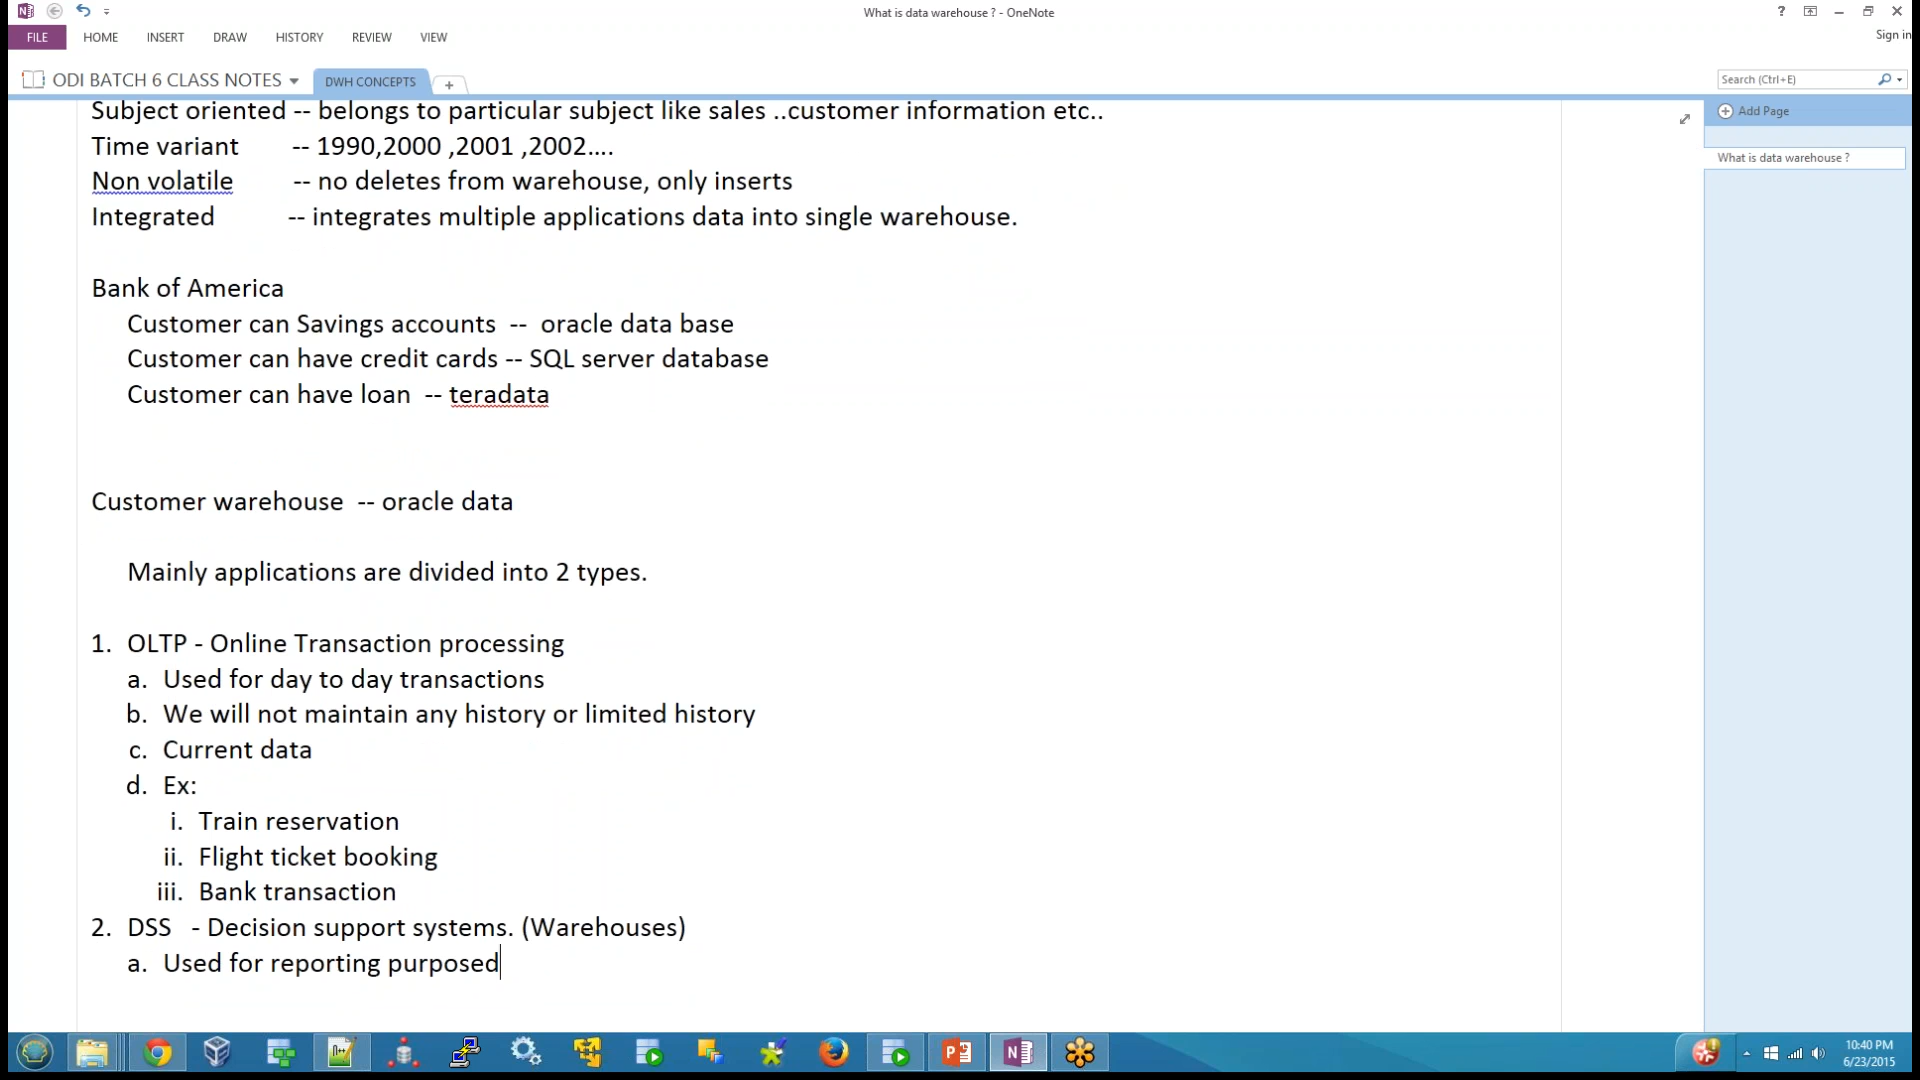 What is data warehouse ? - OneNote
FILE HOME INSERT DRAW HISTORY REVIEW VIEW
Sign in
ODI BATCH 6 CLASS NOTES DWH CONCEPTS
Search (Ctrl+E)
Add Page
What is data warehouse ?
Subject oriented -- belongs to particular subject like sales ..customer information etc..
Time variant -- 1990,2000 ,2001 ,2002....
Non volatile -- no deletes from warehouse, only inserts
Integrated -- integrates multiple applications data into single warehouse.
Bank of America
Customer can Savings accounts -- oracle data base
Customer can have credit cards -- SQL server database
Customer can have loan -- teradata
Customer warehouse -- oracle data
Mainly applications are divided into 2 types.
1. OLTP - Online Transaction processing
a. Used for day to day transactions
b. We will not maintain any history or limited history
c. Current data
d. Ex:
i. Train reservation
ii. Flight ticket booking
iii. Bank transaction
2. DSS - Decision support systems. (Warehouses)
a. Used for reporting purposed
10:40 PM
6/23/2015